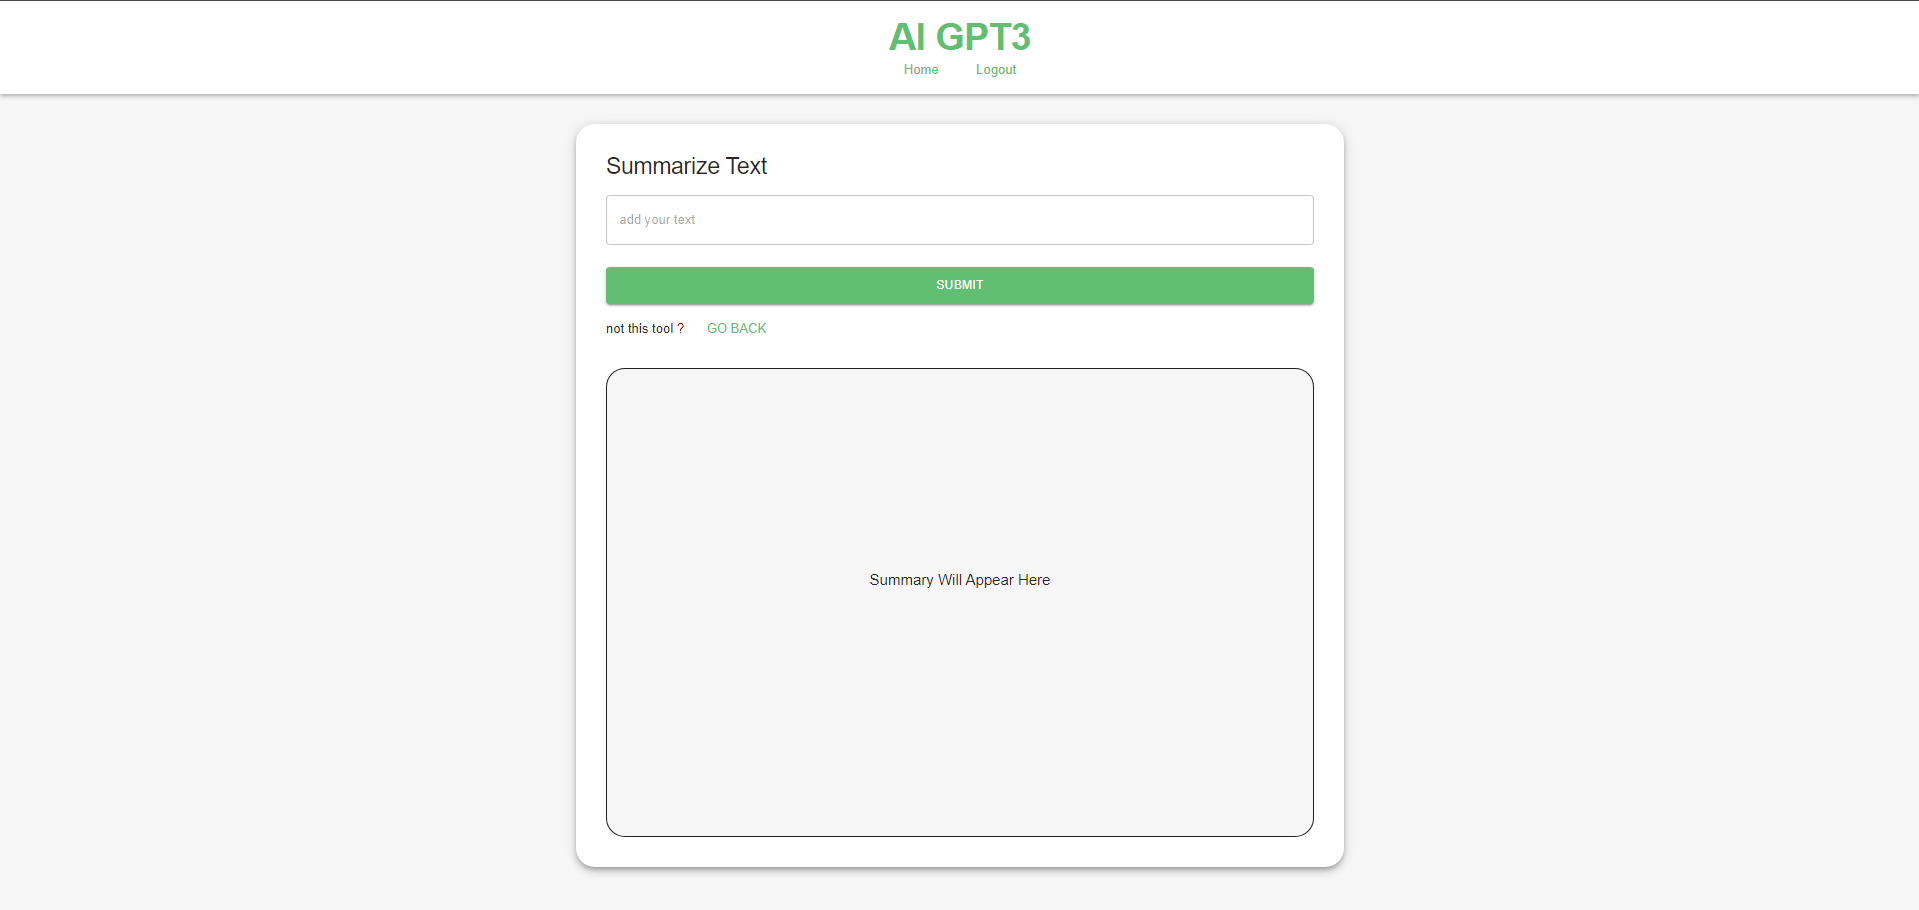 AI GPT3
Home Logout
Summarize Text
add your text
SUBMIT
not this tool ? GO BACK
Summary Will Appear Here